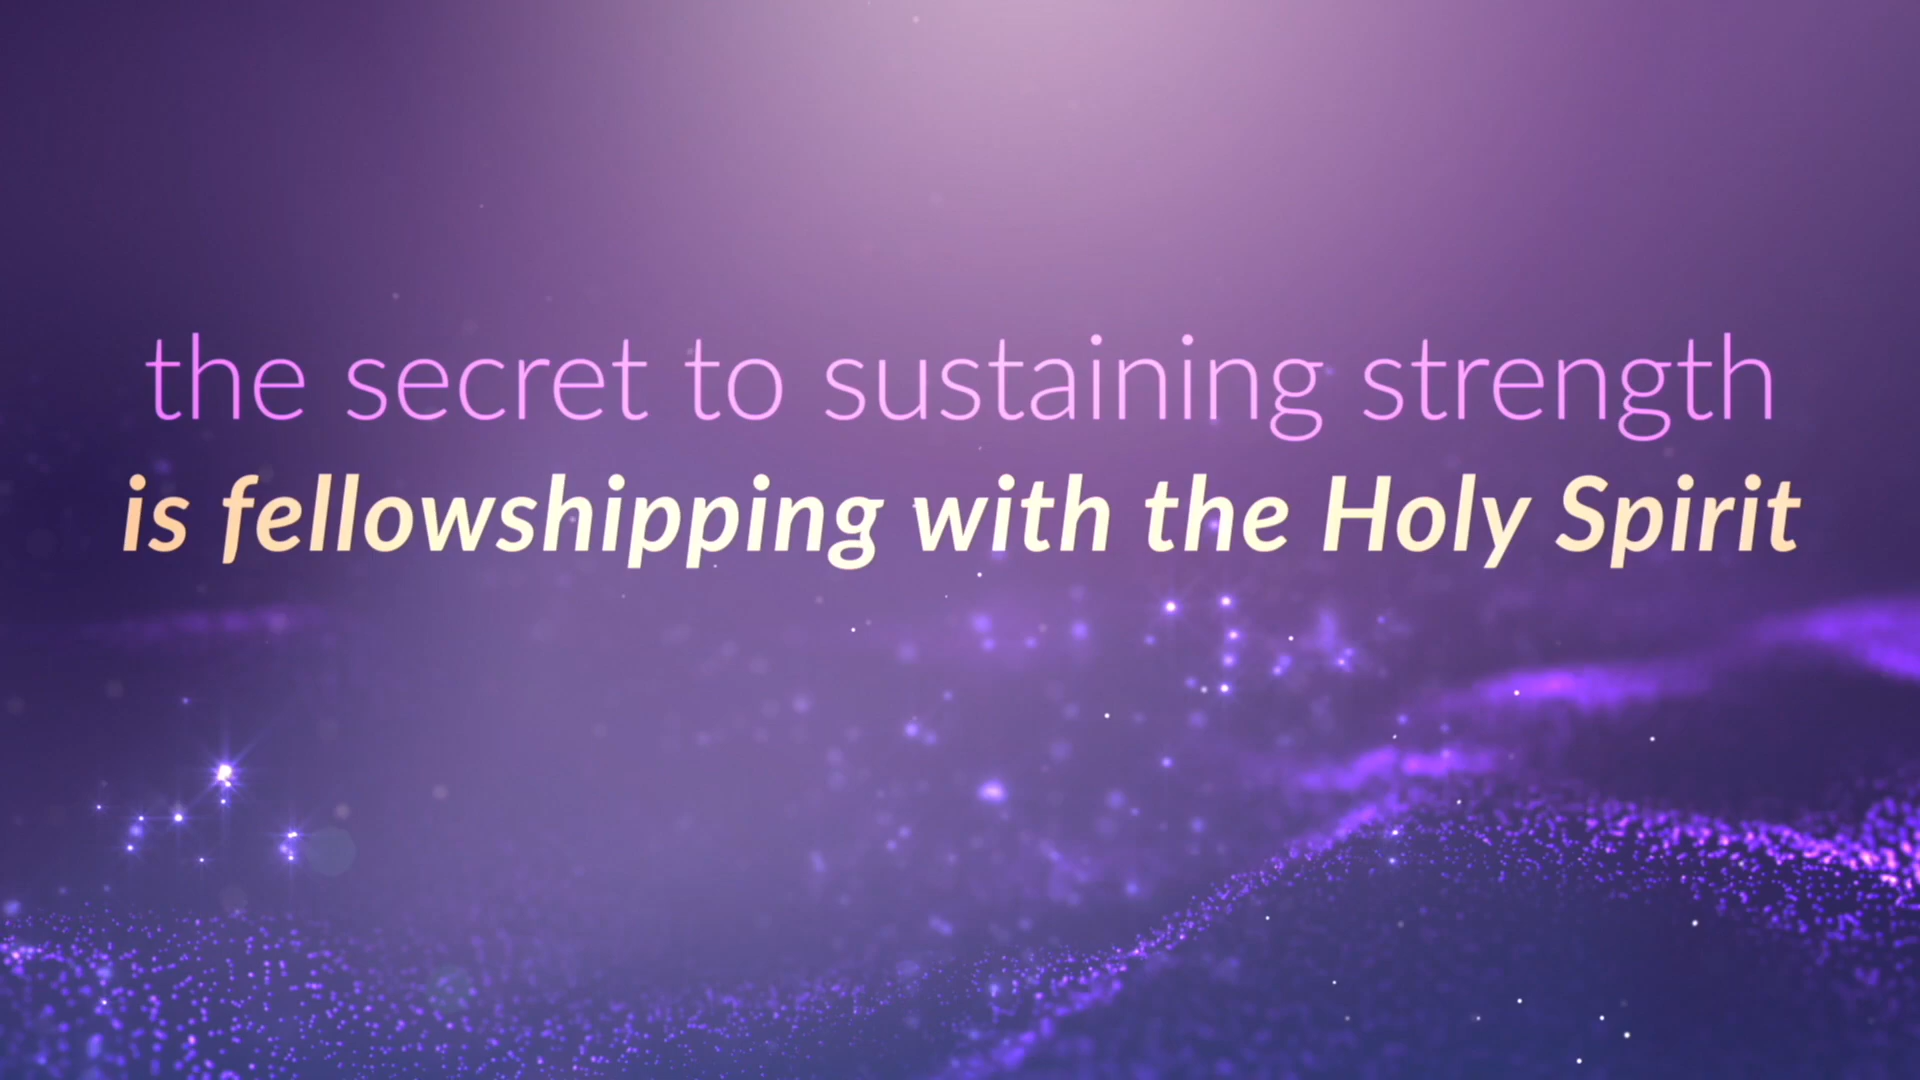 the secret to sustaining strength
is fellowshipping with the Holy Spirit